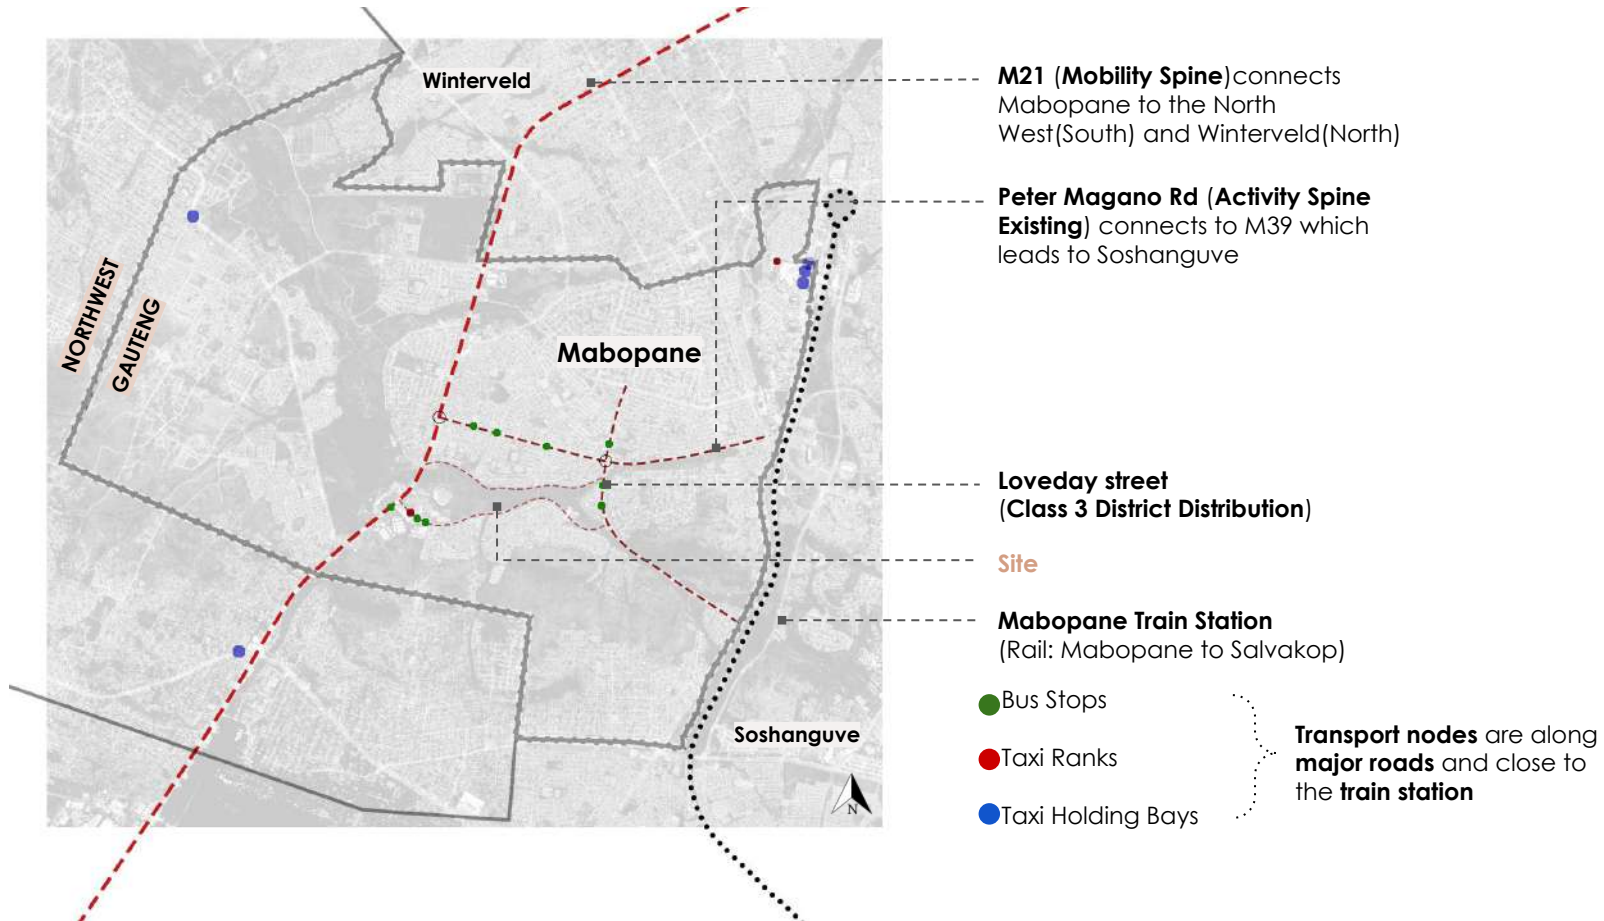 Winterveld
M21 (Mobility Spine)connects
Mabopane to the North
West(South) and Winterveld(North)
Peter Magano Rd (Activity Spine
Existing) connects to M39 which
leads to Soshanguve
NORTHWEST
GAUTENG
Mabopane
Loveday street
(Class 3 District Distribution)
Site
Mabopane Train Station
(Rail: Mabopane to Salvakop)
Soshanguve
N
Bus Stops
Taxi Ranks
Taxi Holding Bays
Transport nodes are along
major roads and close to
the train station